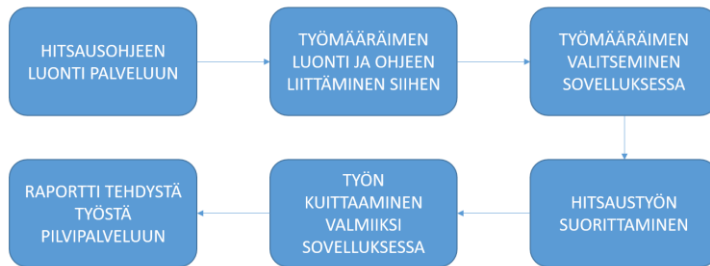 HITSAUSOHJEEN
LUONTI PALVELUUN
TYÖMÄÄRÄIMEN
LUONTI JA OHJEEN
LIITTÄMINEN SIIHEN
TYÖMÄÄRÄIMEN
VALITSEMINEN
SOVELLUKSESSA
HITSAUSTYÖN
SUORITTAMINEN
TYÖN
KUITTAAMINEN
VALMIIKSI
SOVELLUKSESSA
RAPORTTI TEHDYSTÄ
TYÖSTÄ
PILVIPALVELUUN